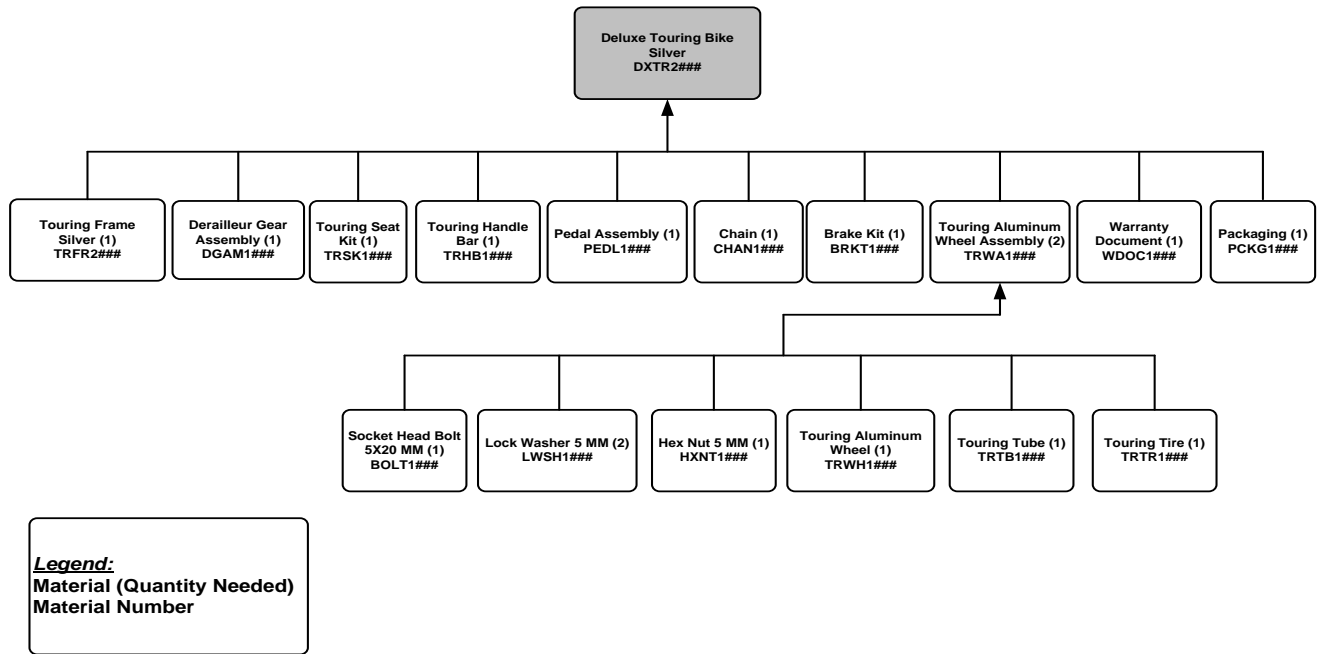 Deluxe Touring Bike
Silver
DXTR2###
Touring Frame
Silver (1)
TRFR2###
Derailleur Gear
Assembly (1)
DGAM1###
Touring Seat
Kit (1)
TRSK1###
Touring Handle
Bar (1)
TRHB1###
Pedal Assembly (1)
PEDL1###
Chain (1)
CHAN1###
Brake Kit (1)
BRKT1###
Touring Aluminum
Wheel Assembly (2)
TRWA1###
Warranty
Document (1)
WDOC1###
Packaging (1)
PCKG1###
Socket Head Bolt
5X20 MM (1)
BOLT1###
Lock Washer 5 MM (2)
LWSH1###
Hex Nut 5 MM (1)
HXNT1###
Touring Aluminum
Wheel (1)
TRWH1###
Touring Tube (1)
TRTB1###
Touring Tire (1)
TRTR1###
Legend:
Material (Quantity Needed)
Material Number